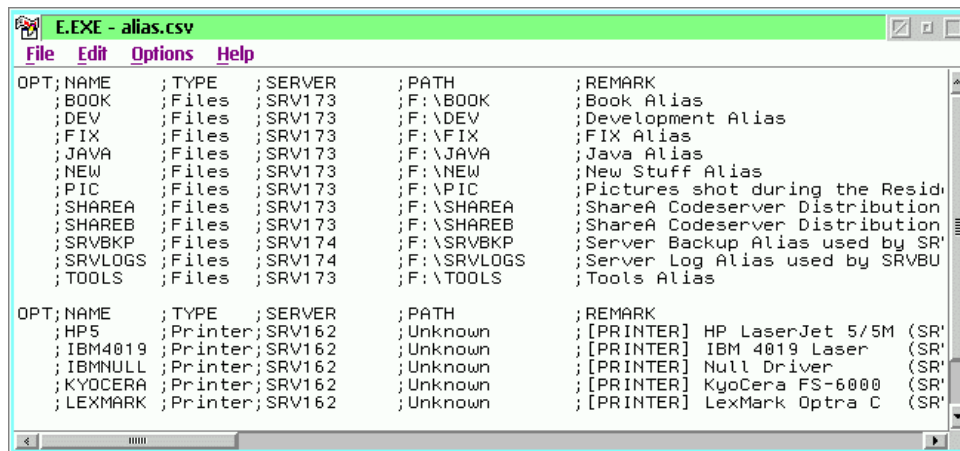 E.EXE - alias.csv
File Edit Options Help
OPT;NAME ;TYPE ;SERVER ;PATH ;REMARK
;BOOK ;Files ;SRV173 ;F:\BOOK ;Book Alias
;DEV ;Files ;SRV173 ;F:\DEV ;Development Alias
;FIX ;Files ;SRV173 ;F:\FIX ;FIX Alias
;JAVA ;Files ;SRV173 ;F:\JAVA ;Java Alias
;NEW ;Files ;SRV173 ;F:\NEW ;New Stuff Alias
;PIC ;Files ;SRV173 ;F:\PIC ;Pictures shot during the
;SHAREA ;Files ;SRV173 ;F:\SHAREA ;ShareA Codeserver Distribution
;SHAREB ;Files ;SRV173 ;F:\SHAREB ;ShareA Codeserver Distribution
;SRVBKP ;Files ;SRV174 ;F:\SRVBKP ;Server Backup Alias used by
;SRVLOGS ;Files ;SRV174 ;F:\SRVLOGS ;Server Log Alias used by SRVBU
;TOOLS ;Files ;SRV173 ;F:\TOOLS ;Tools Alias
OPT;NAME ;TYPE ;SERVER ;PATH ;REMARK
;HP5 ;Printer;SRV162 ;Unknown ;[PRINTER] HP LaserJet 5/5M
;IBM4019 ;Printer;SRV162 ;Unknown ;[PRINTER] IBM 4019 Laser
;IBMNULL ;Printer;SRV162 ;Unknown ;[PRINTER] Null Driver
;KYOCERA ;Printer;SRV162 ;Unknown ;[PRINTER] KyoCera FS-6000
;LEXMARK ;Printer;SRV162 ;Unknown ;[PRINTER] LexMark Optra C